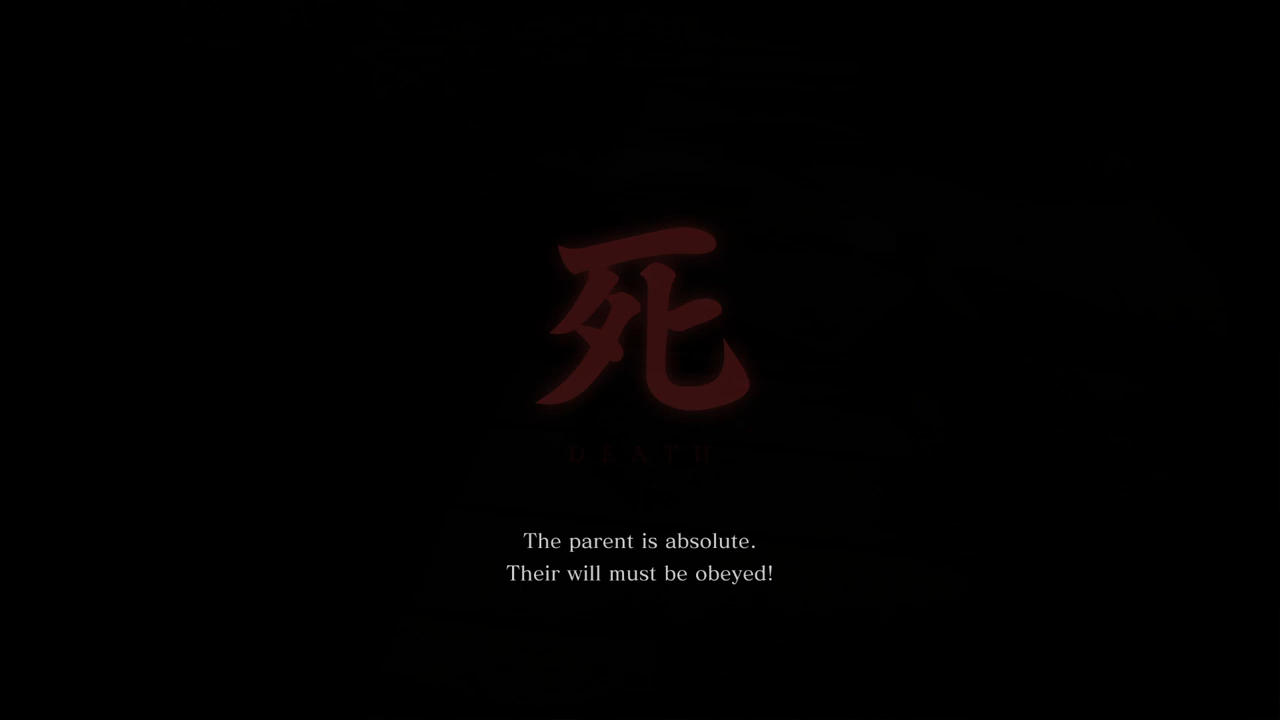 死
DEATH
The parent is absolute.
Their will must be obeyed!